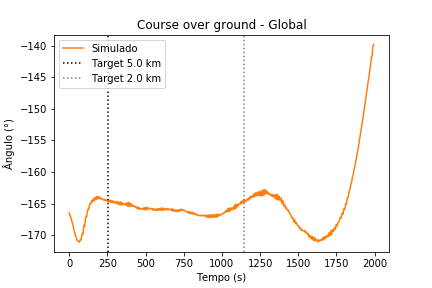 Course over ground - Global
Simulado
Target 5.0 km
Target 2.0 km
−140
−145
−150
−155
−160
−165
−170
Ângulo (°)
0 250 500 750 1000 1250 1500 1750 2000
Tempo (s)